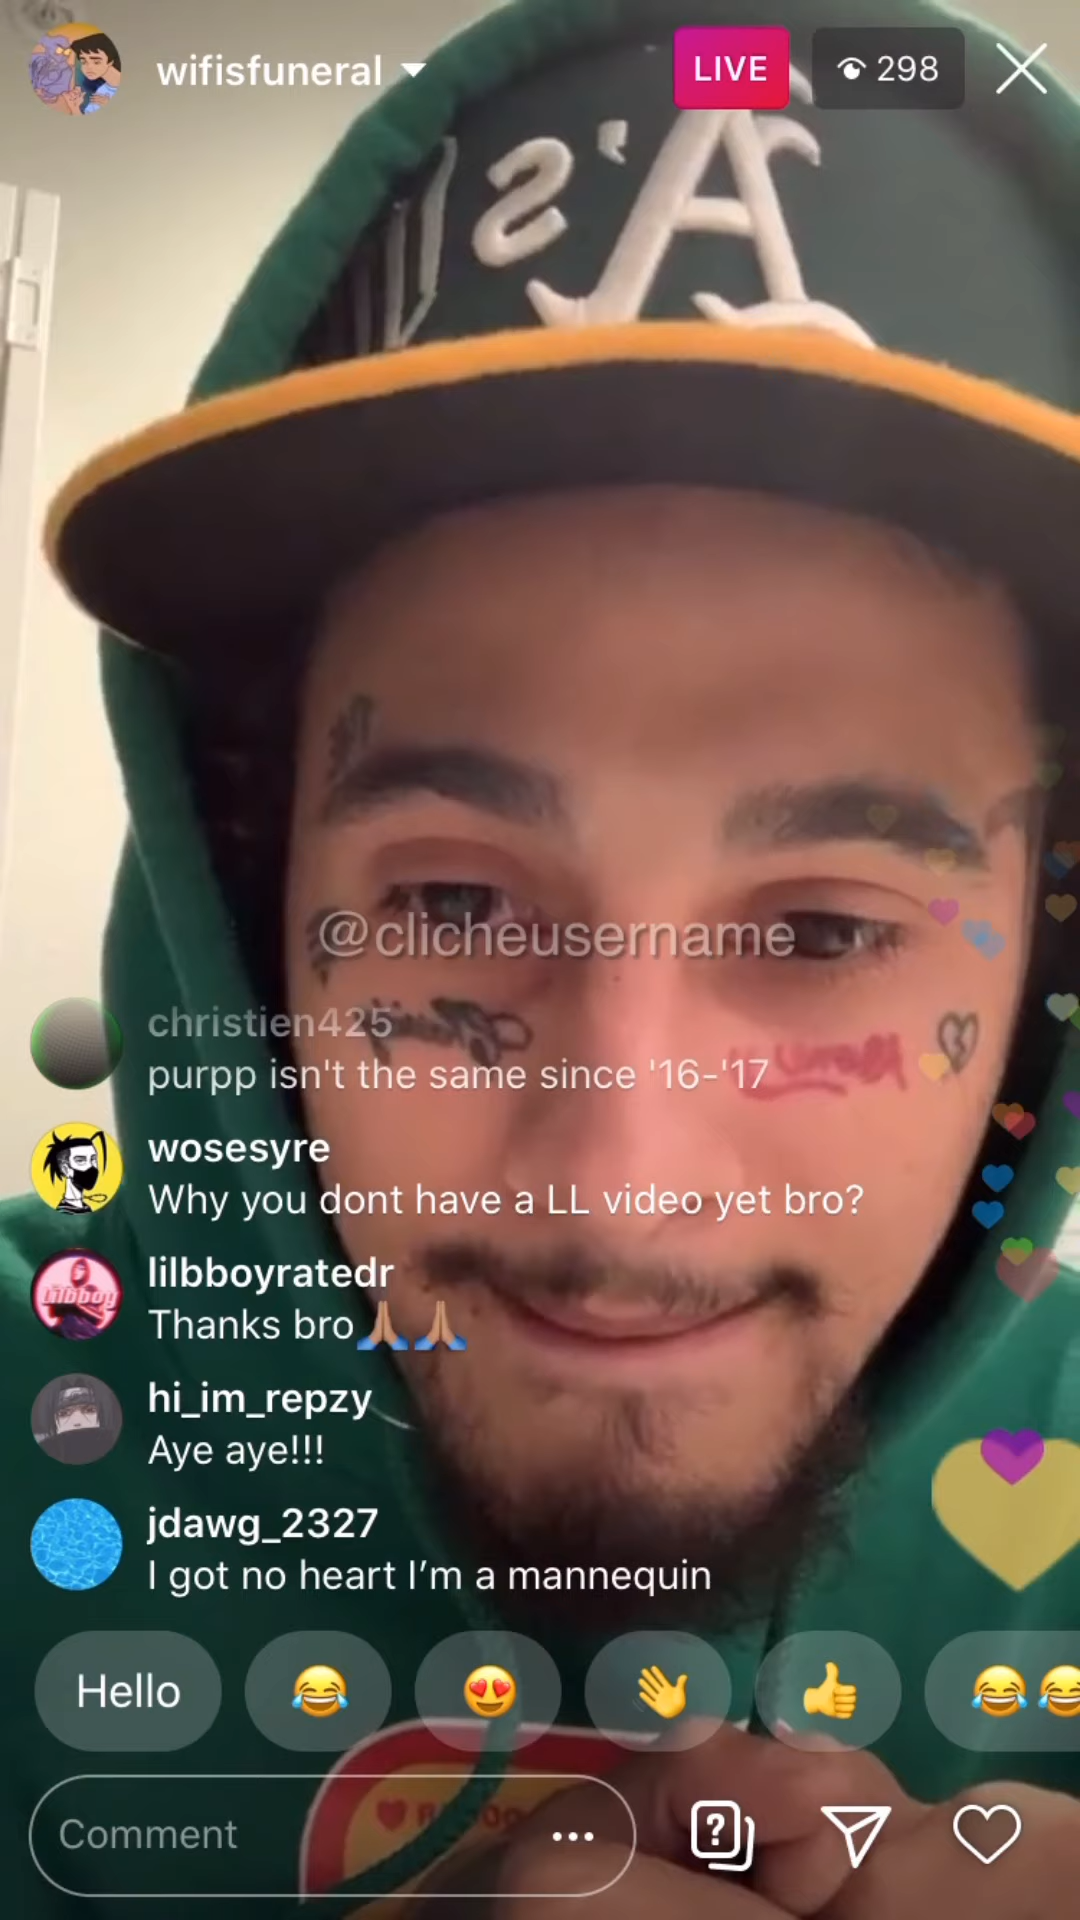 wifisfuneral
LIVE
298
A's
@clicheusername
christien425
purpp isn't the same since '16-'17
wosesyre
Why you dont have a LL video yet bro?
lilbboyratedr
Lilbboy
Thanks bro🙏🏽🙏🏽
hi_im_repzy
Aye aye!!!
jdawg_2327
I got no heart I’m a mannequin
Hello
Comment